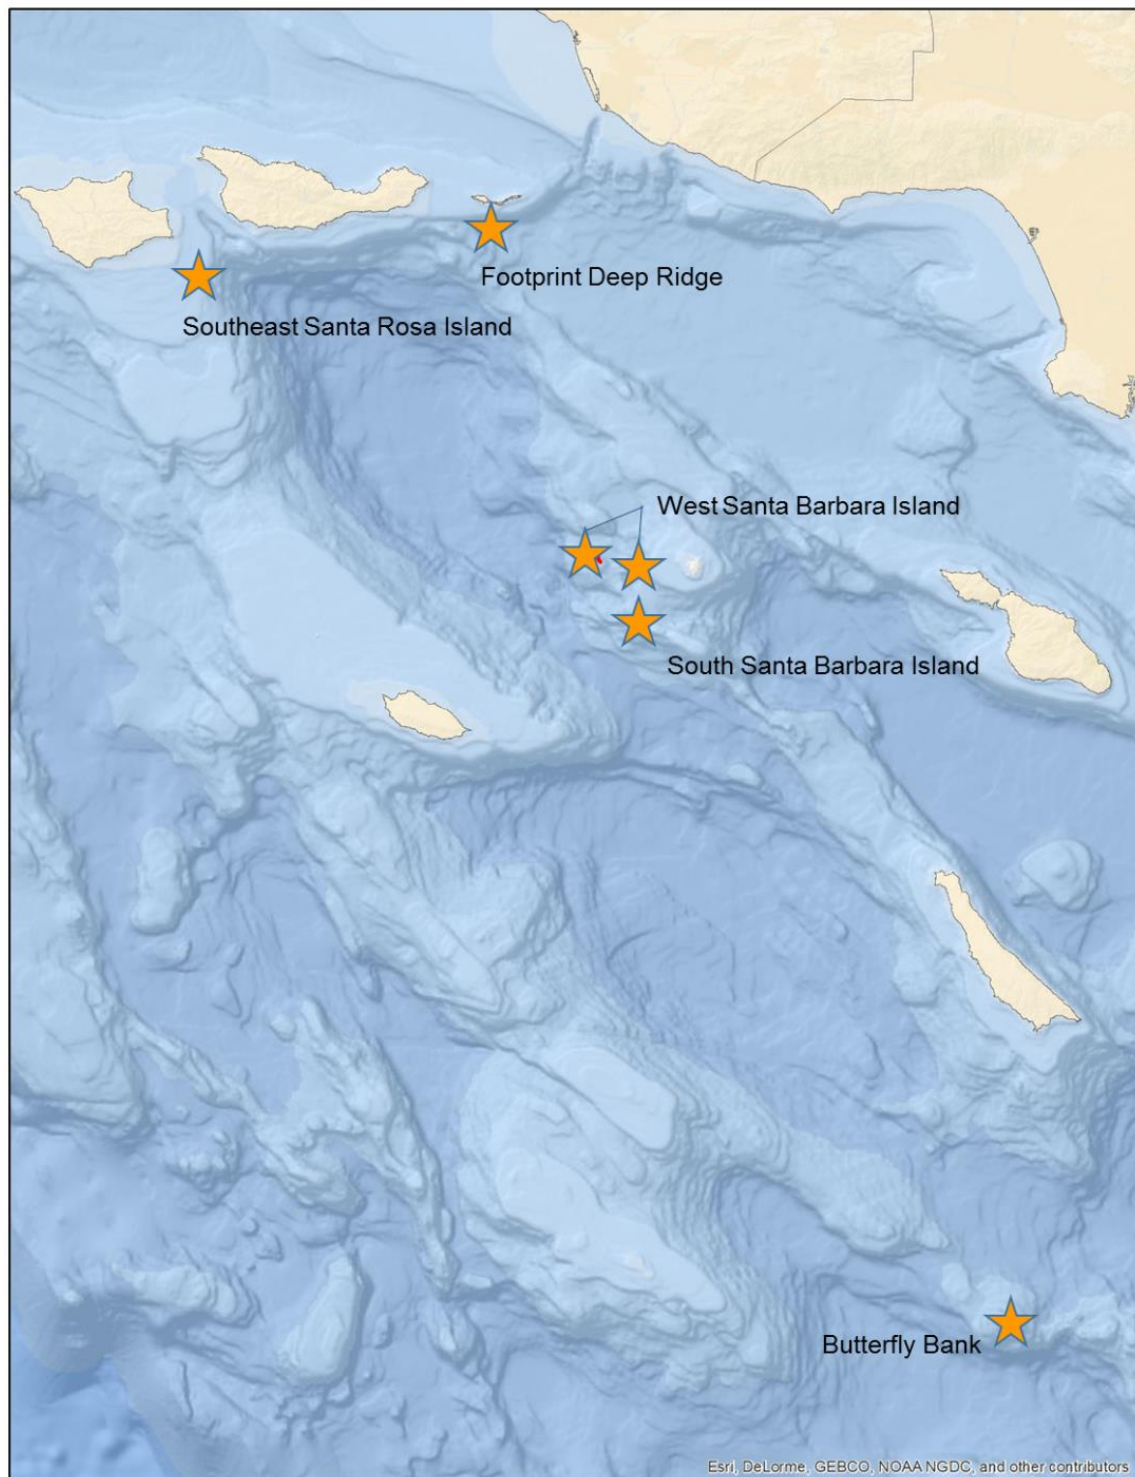 Footprint Deep Ridge
Southeast Santa Rosa Island
West Santa Barbara Island
South Santa Barbara Island
Butterfly Bank
Esri, DeLorme, GEBCO, NOAA NGDC, and other contributors